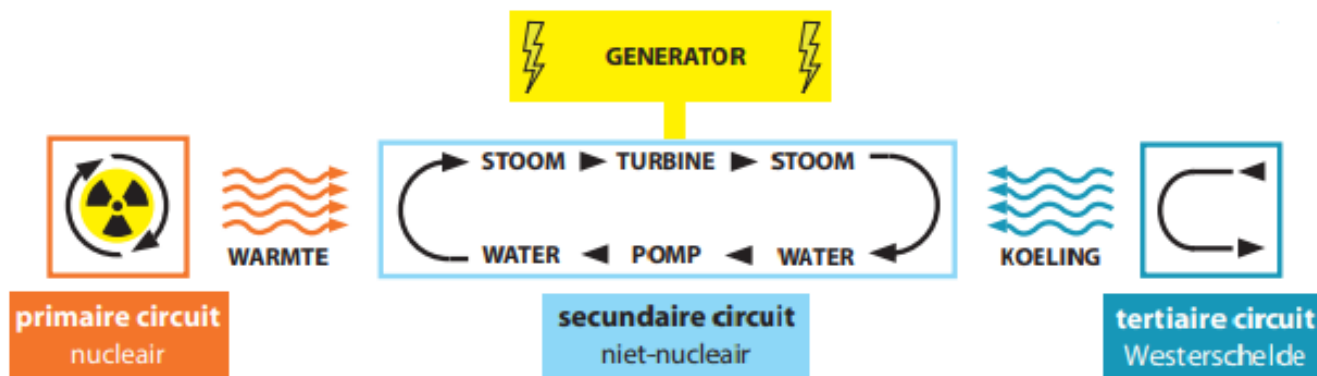 GENERATOR
STOOM TURBINE STOOM
WARMTE
WATER POMP WATER
KOELING
primaire circuit
nucleair
secundaire circuit
niet-nucleair
tertiaire circuit
Westerschelde